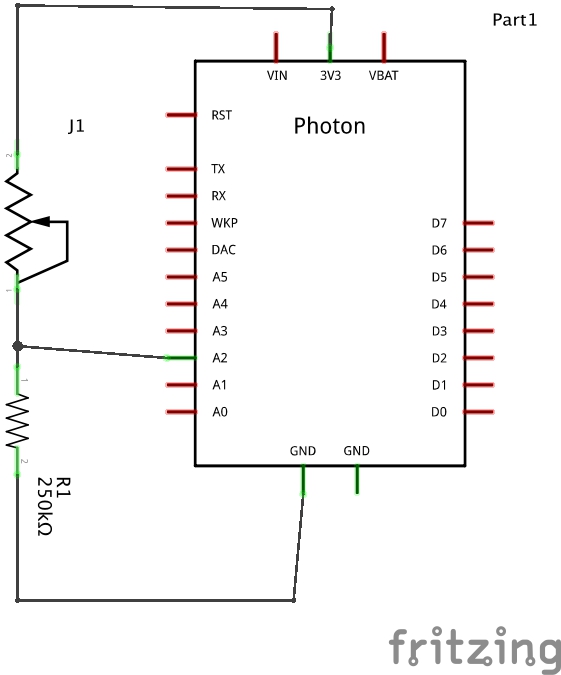 Part1
VIN 3V3 VBAT
J1
RST
Photon
2
TX
RX
WKP D7
DAC D6
A5 D5
1
A4 D4
A3 D3
A2 D2
A1 D1
1
A0 D0
GND GND
2
R1
250kΩ
fritzing